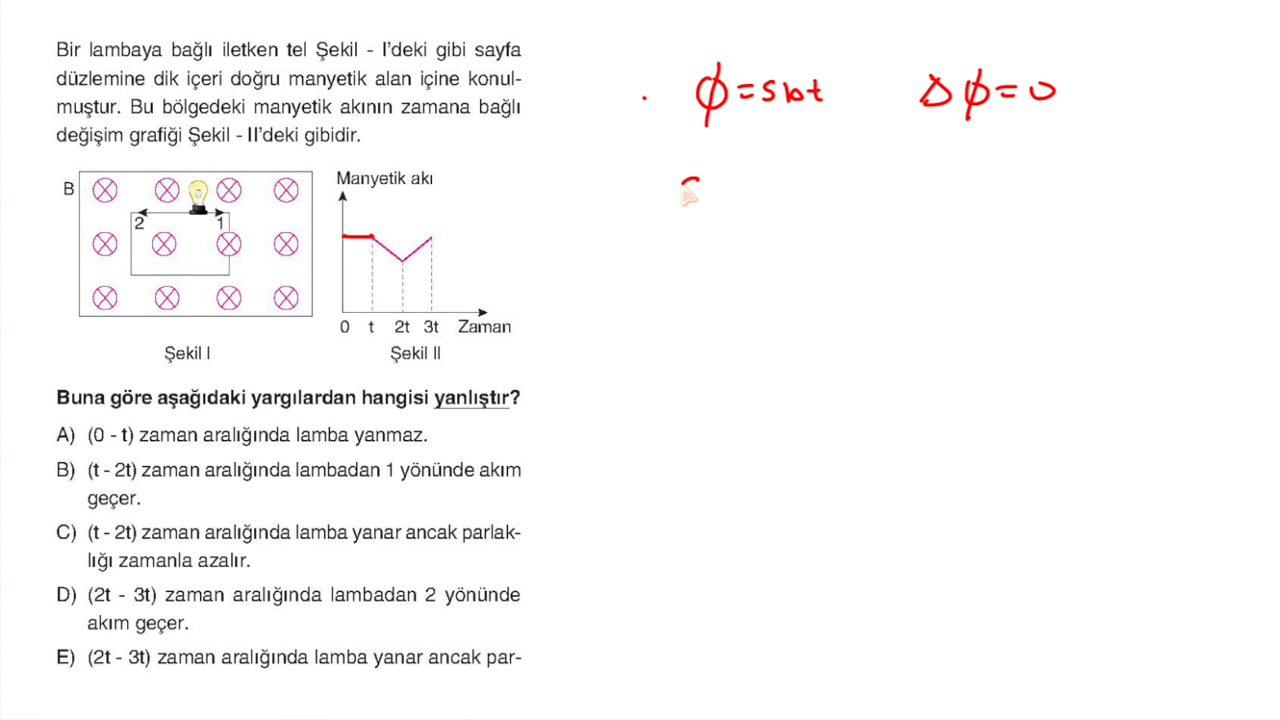 Bir lambaya bağlı iletken tel Şekil - I'deki gibi sayfa
düzlemine dik içeri doğru manyetik alan içine konul-
muştur. Bu bölgedeki manyetik akının zamana bağlı
değişim grafiği Şekil - II'deki gibidir.
ϕ = sbt Δϕ = 0
B
2 1
Şekil I
Manyetik akı
0 t 2t 3t Zaman
Şekil II
Buna göre aşağıdaki yargılardan hangisi yanlıştır?
A) (0 - t) zaman aralığında lamba yanmaz.
B) (t - 2t) zaman aralığında lambadan 1 yönünde akım
geçer.
C) (t - 2t) zaman aralığında lamba yanar ancak parlak-
lığı zamanla azalır.
D) (2t - 3t) zaman aralığında lambadan 2 yönünde
akım geçer.
E) (2t - 3t) zaman aralığında lamba yanar ancak par-